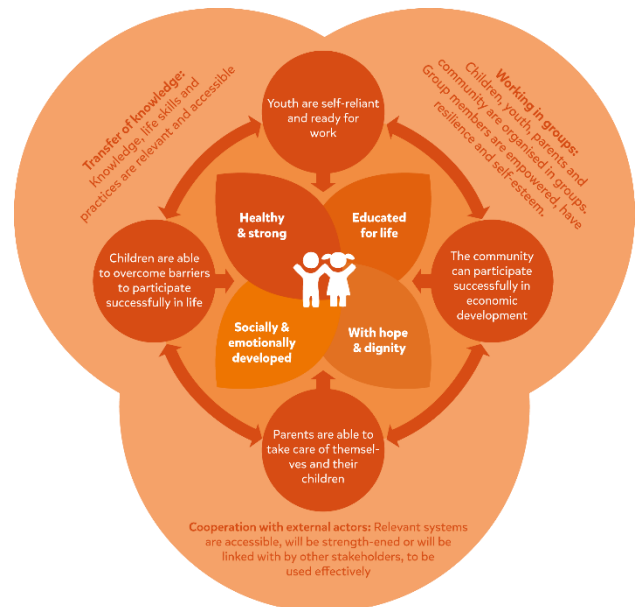 Transfer of knowledge:
Knowledge, life skills and
practices are relevant and accessible
Working in groups:
Children, youth, parents and
community are organised in groups.
Group members are empowered, have
resilience and self-esteem.
Youth are self-reliant
and ready for
work
Healthy
& strong
Educated
for life
Children are able
to overcome barriers
to participate
successfully in life
The community
can participate
successfully in
economic
development
Socially &
emotionally
developed
With hope
& dignity
Parents are able to
take care of themsel-
ves and their
children
Cooperation with external actors: Relevant systems
are accessible, will be strength-ened or will be
linked with by other stakeholders, to be
used effectively